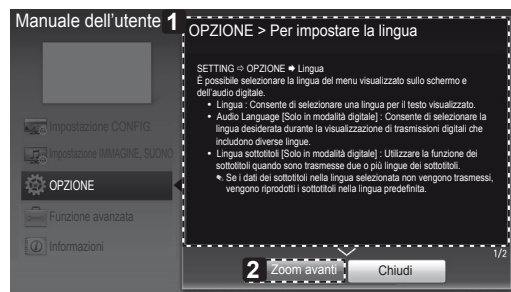 Manuale dell'utente
1
OPZIONE > Per impostare la lingua
SETTING ⇨ OPZIONE ➡ Lingua
È possibile selezionare la lingua del menu visualizzato sullo schermo e
dell'audio digitale.
• Lingua : Consente di selezionare una lingua per il testo visualizzato.
• Audio Language [Solo in modalità digitale] : Consente di selezionare la
lingua desiderata durante la visualizzazione di trasmissioni digitali che
includono diverse lingue.
• Lingua sottotitoli [Solo in modalità digitale] : Utilizzare la funzione dei
sottotitoli quando sono trasmesse due o più lingue dei sottotitoli.
Se i dati dei sottotitoli nella lingua selezionata non vengono trasmessi,
vengono riprodotti i sottotitoli nella lingua predefinita.
Impostazione CONFIG.
Impostazione IMMAGINE, SUONO
OPZIONE
Funzione avanzata
Informazioni
1/2
2
Zoom avanti
Chiudi